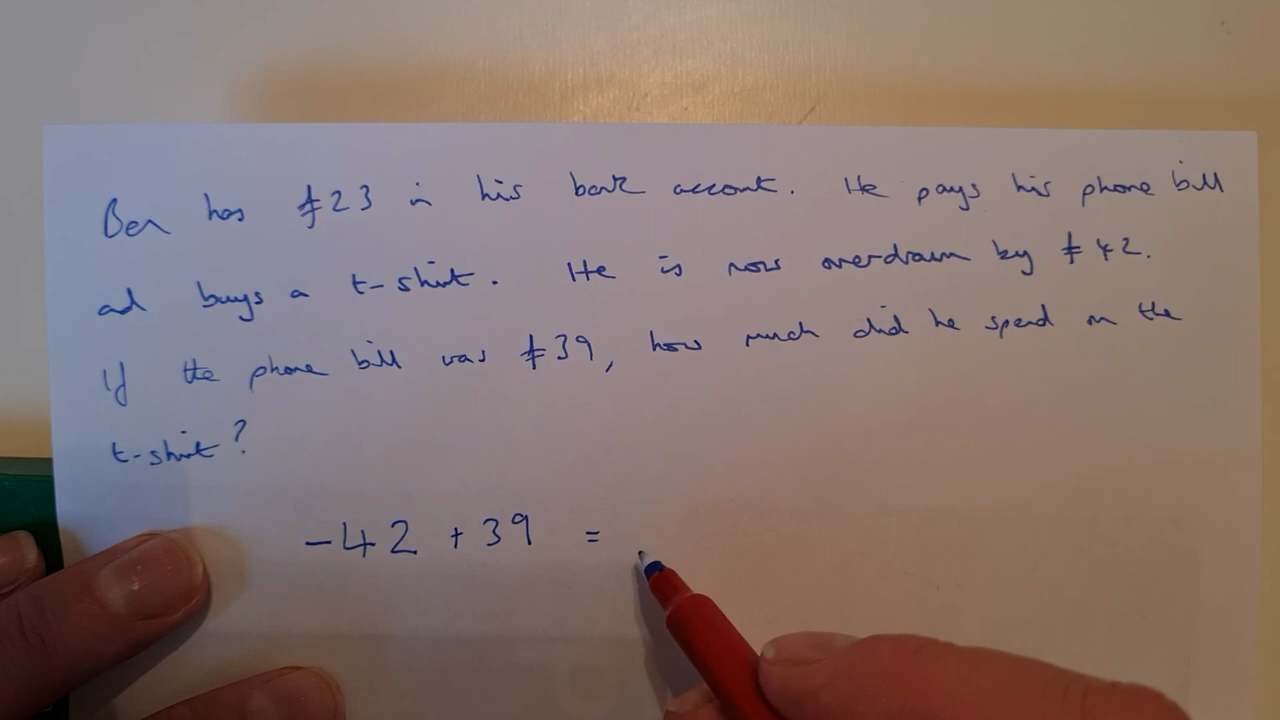 Ben has £23 in his bank account. He pays his phone bill
and buys a t-shirt. He is now overdrawn by £42.
If the phone bill was £39, how much did he spend on the
t-shirt?
-42 + 39 =